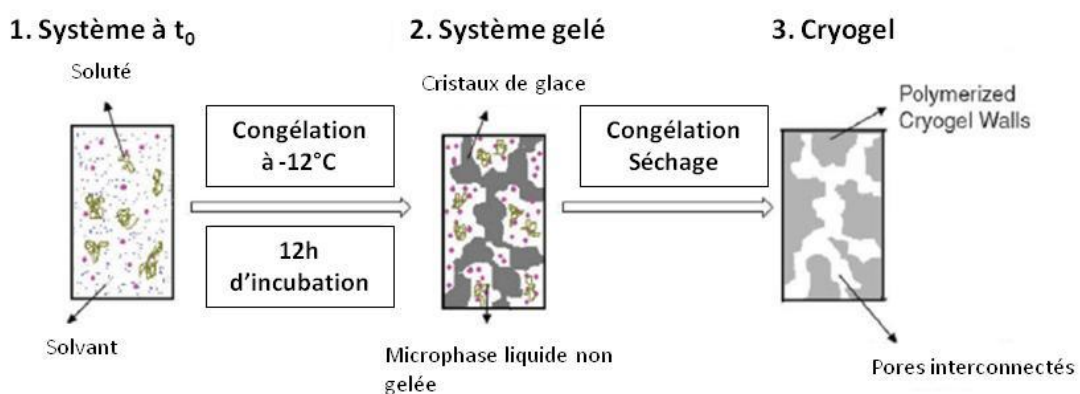 1. Système à t0
2. Système gelé
3. Cryogel
Soluté
Cristaux de glace
Polymerized
Cryogel Walls
Congélation
à -12°C
Congélation
Séchage
12h
d'incubation
Solvant
Microphase liquide non
gelée
Pores interconnectés